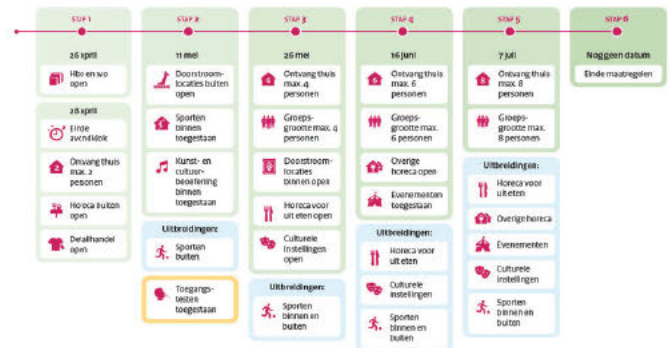 STAP 1
26 april
Hbo en wo
open
28 april
Einde
avondklok
2
Ontvang thuis
max. 2
personen
Horeca buiten
open
Detailhandel
open
STAP 2
11 mei
Doorstroom-
locaties buiten
open
Sporten
binnen
toegestaan
Kunst- en
cultuur-
beoefening
binnen
toegestaan
Uitbreidingen:
Sporten
buiten
Toegangs-
testen
toegestaan
STAP 3
26 mei
4
Ontvang thuis
max. 4
personen
Groeps-
grootte max. 4
personen
Doorstroom-
locaties
binnen open
Horeca voor
uit eten open
Culturele
instellingen
open
Uitbreidingen:
Sporten
binnen en
buiten
STAP 4
16 juni
6
Ontvang thuis
max. 6
personen
Groeps-
grootte max.
6 personen
Overige
horeca open
Evenementen
toegestaan
Uitbreidingen:
Horeca voor
uit eten
Culturele
instellingen
Sporten
binnen en
buiten
STAP 5
7 juli
8
Ontvang thuis
max. 8
personen
Groeps-
grootte max.
8 personen
Uitbreidingen:
Horeca voor
uit eten
Overige horeca
Evenementen
Culturele
instellingen
Sporten
binnen en
buiten
STAP 6
Nog geen datum
Einde maatregelen